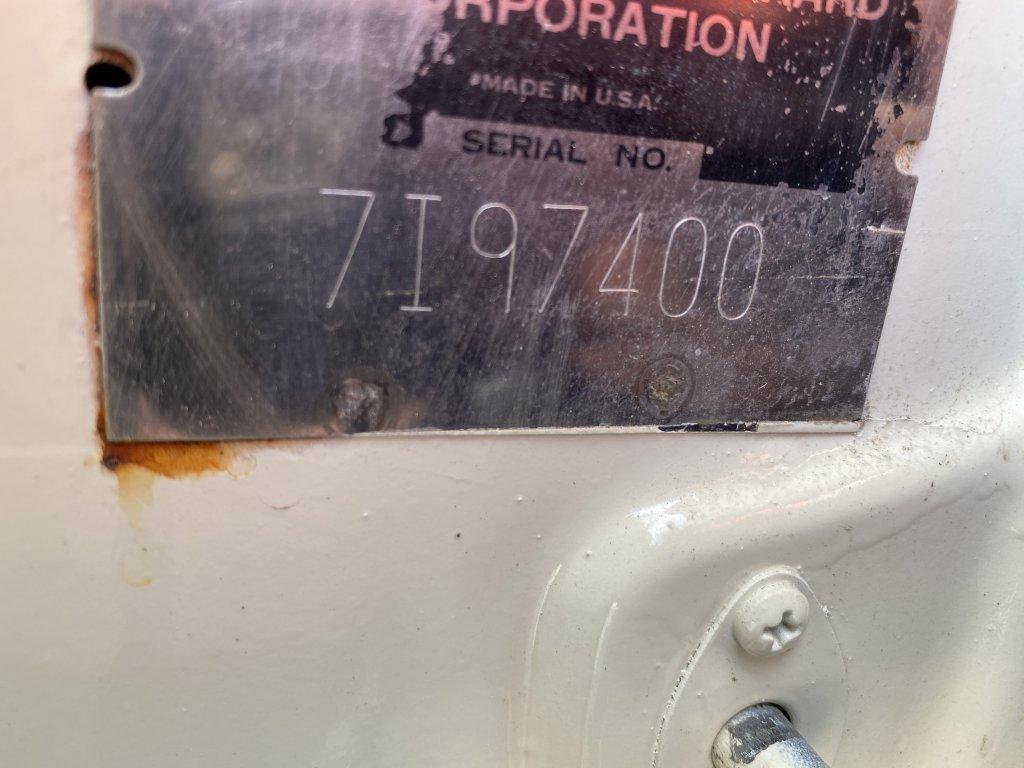 ORPORATION
MADE IN U.S.A.
SERIAL NO.
7I97400